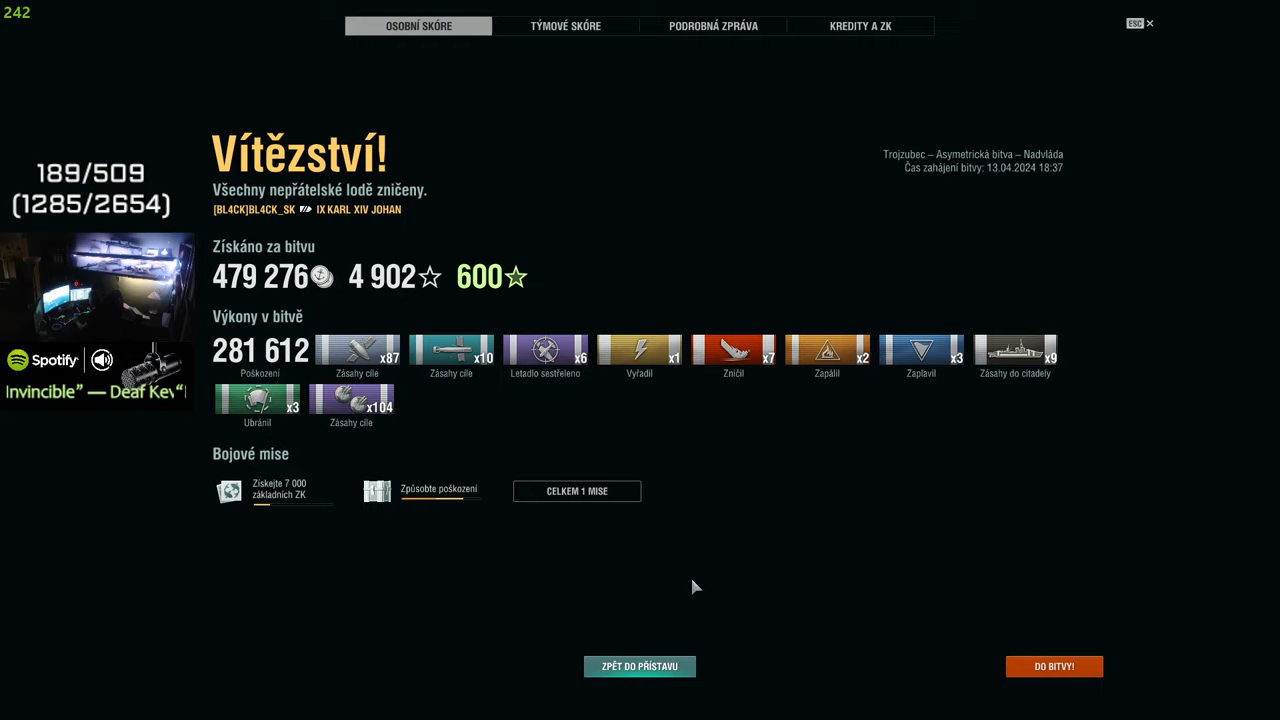 242
OSOBNÍ SKÓRE
TÝMOVÉ SKÓRE
PODROBNÁ ZPRÁVA
KREDITY A ZK
ESC
Vítězství!
Všechny nepřátelské lodě zničeny.
[BL4CK]BL4CK_SK IX KARL XIV JOHAN
Trojzubec – Asymetrická bitva – Nadvláda
Čas zahájení bitvy: 13.04.2024 18:37
189/509
(1285/2654)
Získáno za bitvu
479 276 4 902 600
Výkony v bitvě
281 612 x87 x10 x6 x1 x7 x2 x3 x9
Poškození Zásahy cíle Zásahy cíle Letadlo sestřeleno Vyřadil Zničil Zapálil Zaplavil Zásahy do citadely
x3 x104
Ubránil Zásahy cíle
Spotify
Invincible” — Deaf Kev“
Bojové mise
Získejte 7 000
základních ZK
Způsobte poškození
CELKEM 1 MISE
ZPĚT DO PŘÍSTAVU
DO BITVY!